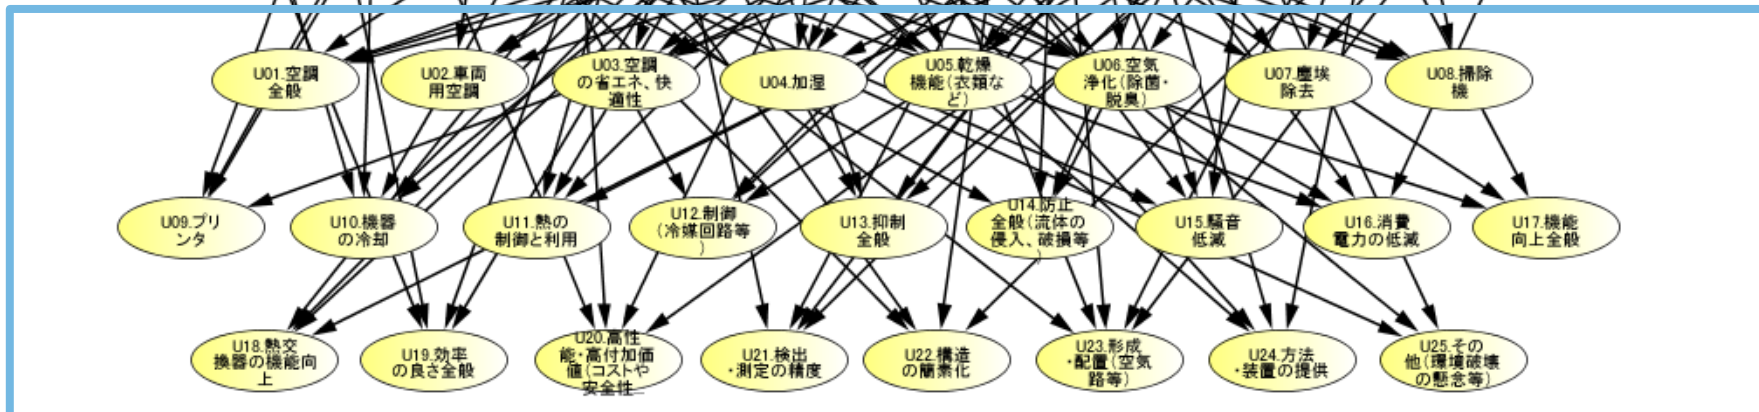 U01.空調
全般
U02.車両
用空調
U03.空調
の省エネ、快
適性
U04.加湿
U05.乾燥
機能(衣類な
ど)
U06.空気
浄化(除菌・
脱臭)
U07.塵埃
除去
U08.掃除
機
U09.プリ
ンタ
U10.機器
の冷却
U11.熱の
制御と利用
U12.制御
(冷媒回路等
)
U13.抑制
全般
U14.防止
全般(流体の
侵入、破損等
)
U15.騒音
低減
U16.消費
電力の低減
U17.機能
向上全般
U18.熱交
換器の機能向
上
U19.効率
の良さ全般
U20.高性
能・高付加価
値(コストや
安全性...
U21.検出
・測定の精度
U22.構造
の簡素化
U23.形成
・配置(空気
路等)
U24.方法
・装置の提供
U25.その
他(環境破壊
の懸念等)